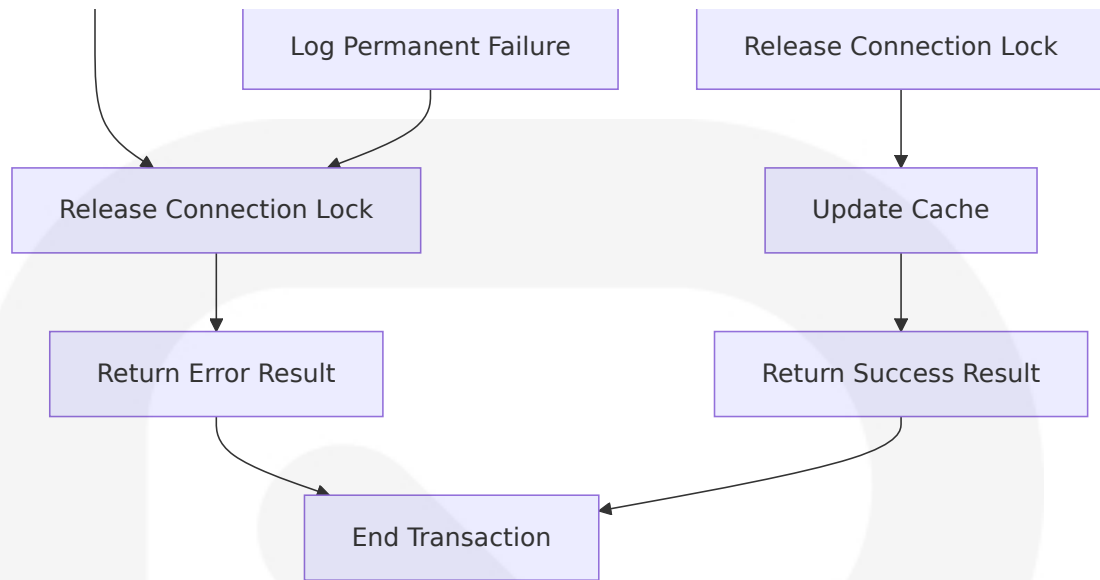 Log Permanent Failure
Release Connection Lock
Release Connection Lock
Update Cache
Return Error Result
Return Success Result
End Transaction